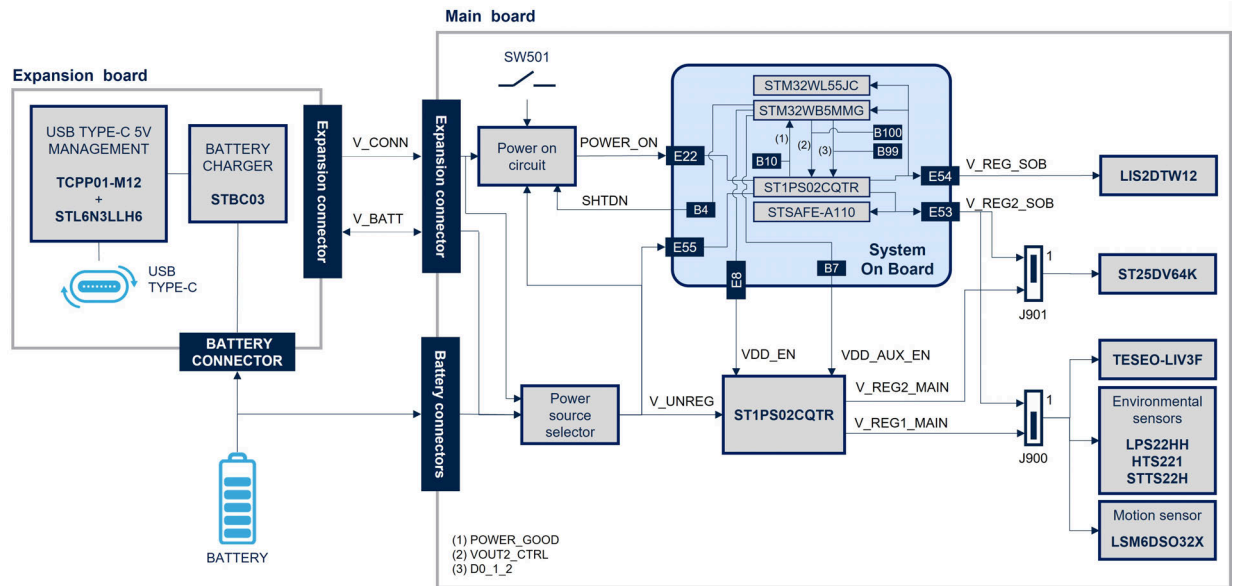 Main board
Expansion board
SW501
USB TYPE-C 5V
MANAGEMENT
TCPP01-M12
+
STL6N3LLH6
BATTERY
CHARGER
STBC03
USB
TYPE-C
BATTERY
CONNECTOR
BATTERY
Expansion connector
V_CONN
V_BATT
Expansion connector
Battery connectors
Power on
circuit
POWER_ON
SHTDN
Power
source
selector
V_UNREG
E22
E55
STM32WL55JC
STM32WB5MMG
(1)
(2)
(3)
B100
B99
B10
ST1PS02CQTR
STSAFE-A110
B4
System
On Board
E8
B7
E54
E53
V_REG_SOB
V_REG2_SOB
VDD_EN
VDD_AUX_EN
ST1PS02CQTR
V_REG2_MAIN
V_REG1_MAIN
1
J901
1
J900
LIS2DTW12
ST25DV64K
TESEO-LIV3F
Environmental
sensors
LPS22HH
HTS221
STTS22H
Motion sensor
LSM6DSO32X
(1) POWER_GOOD
(2) VOUT2_CTRL
(3) D0_1_2